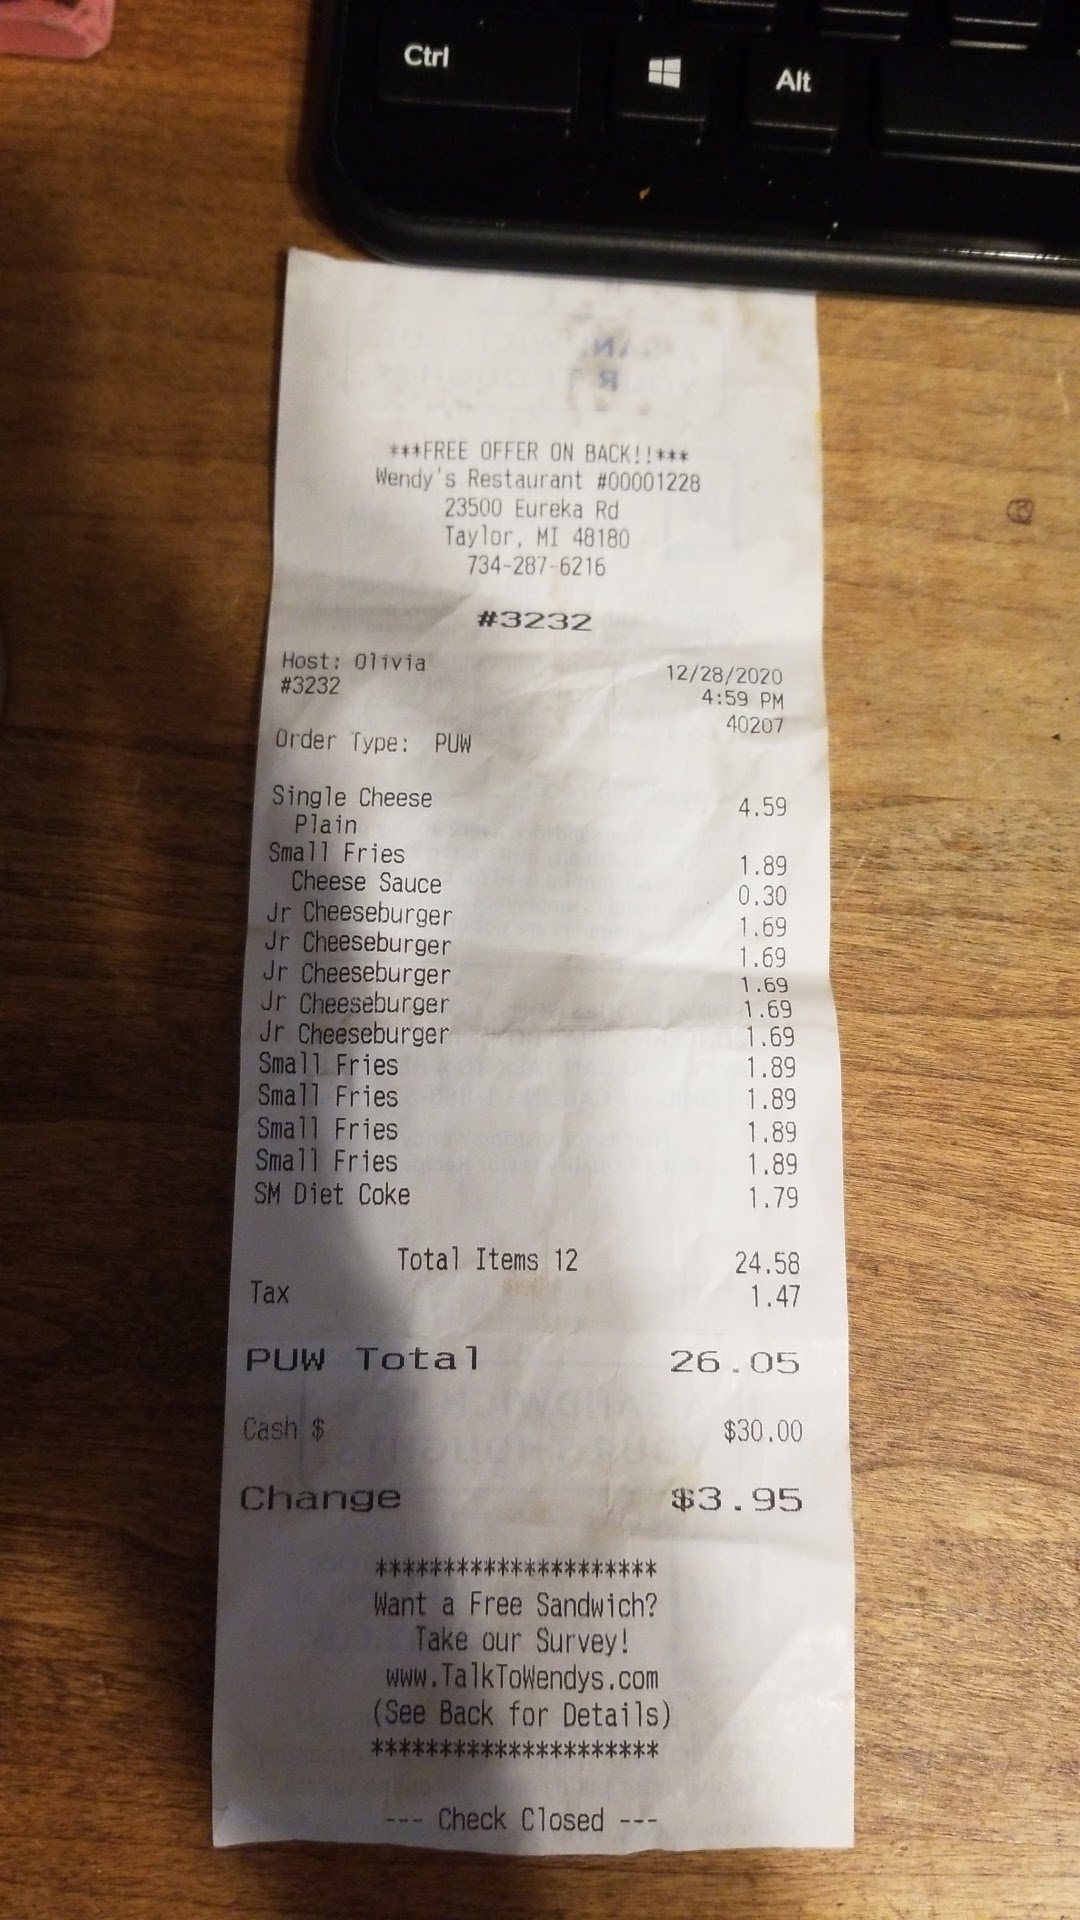 Ctrl
Alt
***FREE OFFER ON BACK!!***
Wendy's Restaurant #00001228
23500 Eureka Rd
Taylor, MI 48180
734-287-6216
#3232
Host: Olivia 12/28/2020
#3232 4:59 PM
40207
Order Type: PUW
Single Cheese 4.59
Plain
Small Fries 1.89
Cheese Sauce 0.30
Jr Cheeseburger 1.69
Jr Cheeseburger 1.69
Jr Cheeseburger 1.69
Jr Cheeseburger 1.69
Jr Cheeseburger 1.69
Small Fries 1.89
Small Fries 1.89
Small Fries 1.89
Small Fries 1.89
SM Diet Coke 1.79
Total Items 12 24.58
Tax 1.47
PUW Total 26.05
Cash $ $30.00
Change $3.95
*********************
Want a Free Sandwich?
Take our Survey!
www.TalkToWendys.com
(See Back for Details)
*********************
--- Check Closed ---